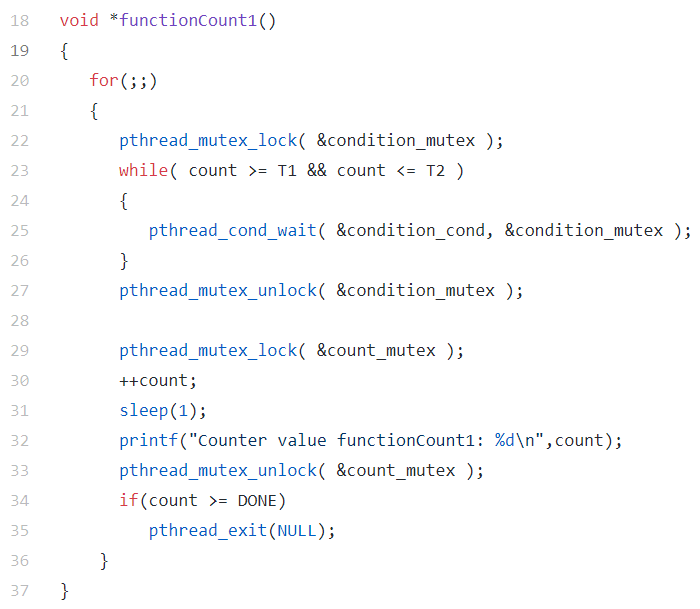 18 void *functionCount1()
19 {
20    for(;;)
21    {
22       pthread_mutex_lock( &condition_mutex );
23       while( count >= T1 && count <= T2 )
24       {
25          pthread_cond_wait( &condition_cond, &condition_mutex );
26       }
27       pthread_mutex_unlock( &condition_mutex );
28
29       pthread_mutex_lock( &count_mutex );
30       ++count;
31       sleep(1);
32       printf("Counter value functionCount1: %d\n",count);
33       pthread_mutex_unlock( &count_mutex );
34       if(count >= DONE)
35          pthread_exit(NULL);
36     }
37 }